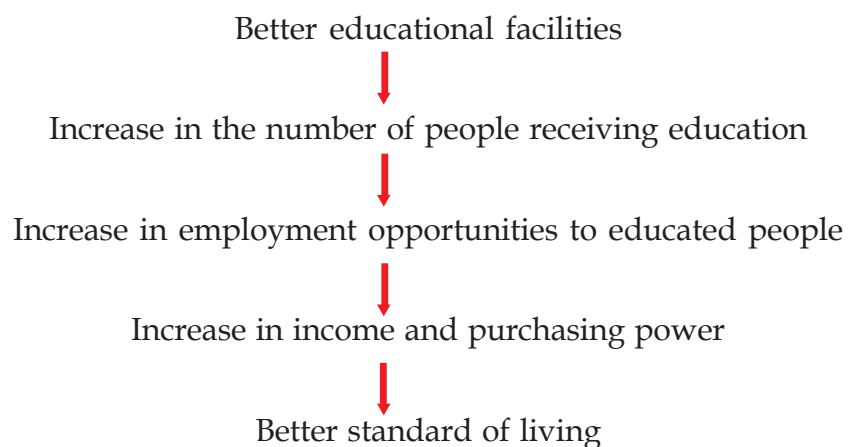 Better educational facilities
Increase in the number of people receiving education
Increase in employment opportunities to educated people
Increase in income and purchasing power
Better standard of living